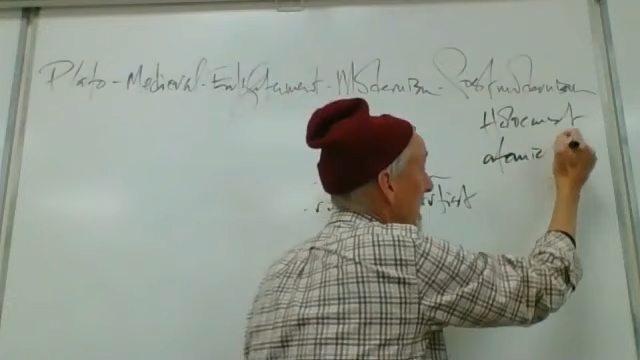 Plato - Medieval - Enlightenment - Modernism - Postmodernism
Holocaust
atomic